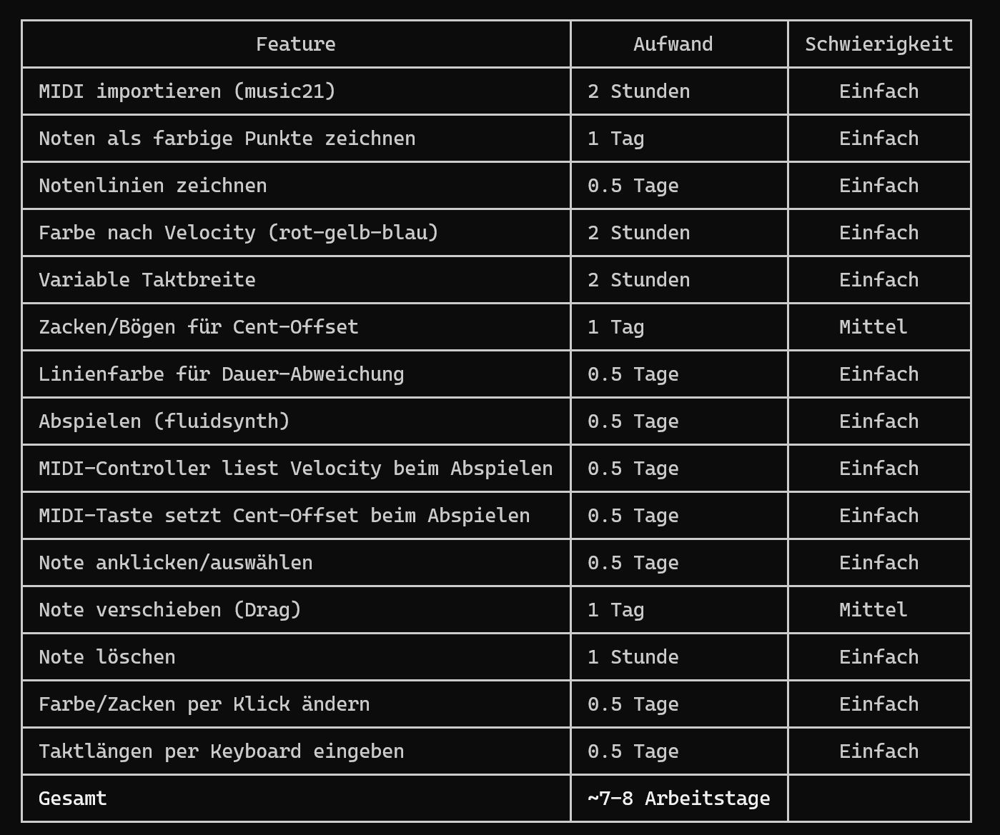 Feature Aufwand Schwierigkeit
MIDI importieren (music21) 2 Stunden Einfach
Noten als farbige Punkte zeichnen 1 Tag Einfach
Notenlinien zeichnen 0.5 Tage Einfach
Farbe nach Velocity (rot-gelb-blau) 2 Stunden Einfach
Variable Taktbreite 2 Stunden Einfach
Zacken/Bögen für Cent-Offset 1 Tag Mittel
Linienfarbe für Dauer-Abweichung 0.5 Tage Einfach
Abspielen (fluidsynth) 0.5 Tage Einfach
MIDI-Controller liest Velocity beim Abspielen 0.5 Tage Einfach
MIDI-Taste setzt Cent-Offset beim Abspielen 0.5 Tage Einfach
Note anklicken/auswählen 0.5 Tage Einfach
Note verschieben (Drag) 1 Tag Mittel
Note löschen 1 Stunde Einfach
Farbe/Zacken per Klick ändern 0.5 Tage Einfach
Taktlängen per Keyboard eingeben 0.5 Tage Einfach
Gesamt ~7-8 Arbeitstage